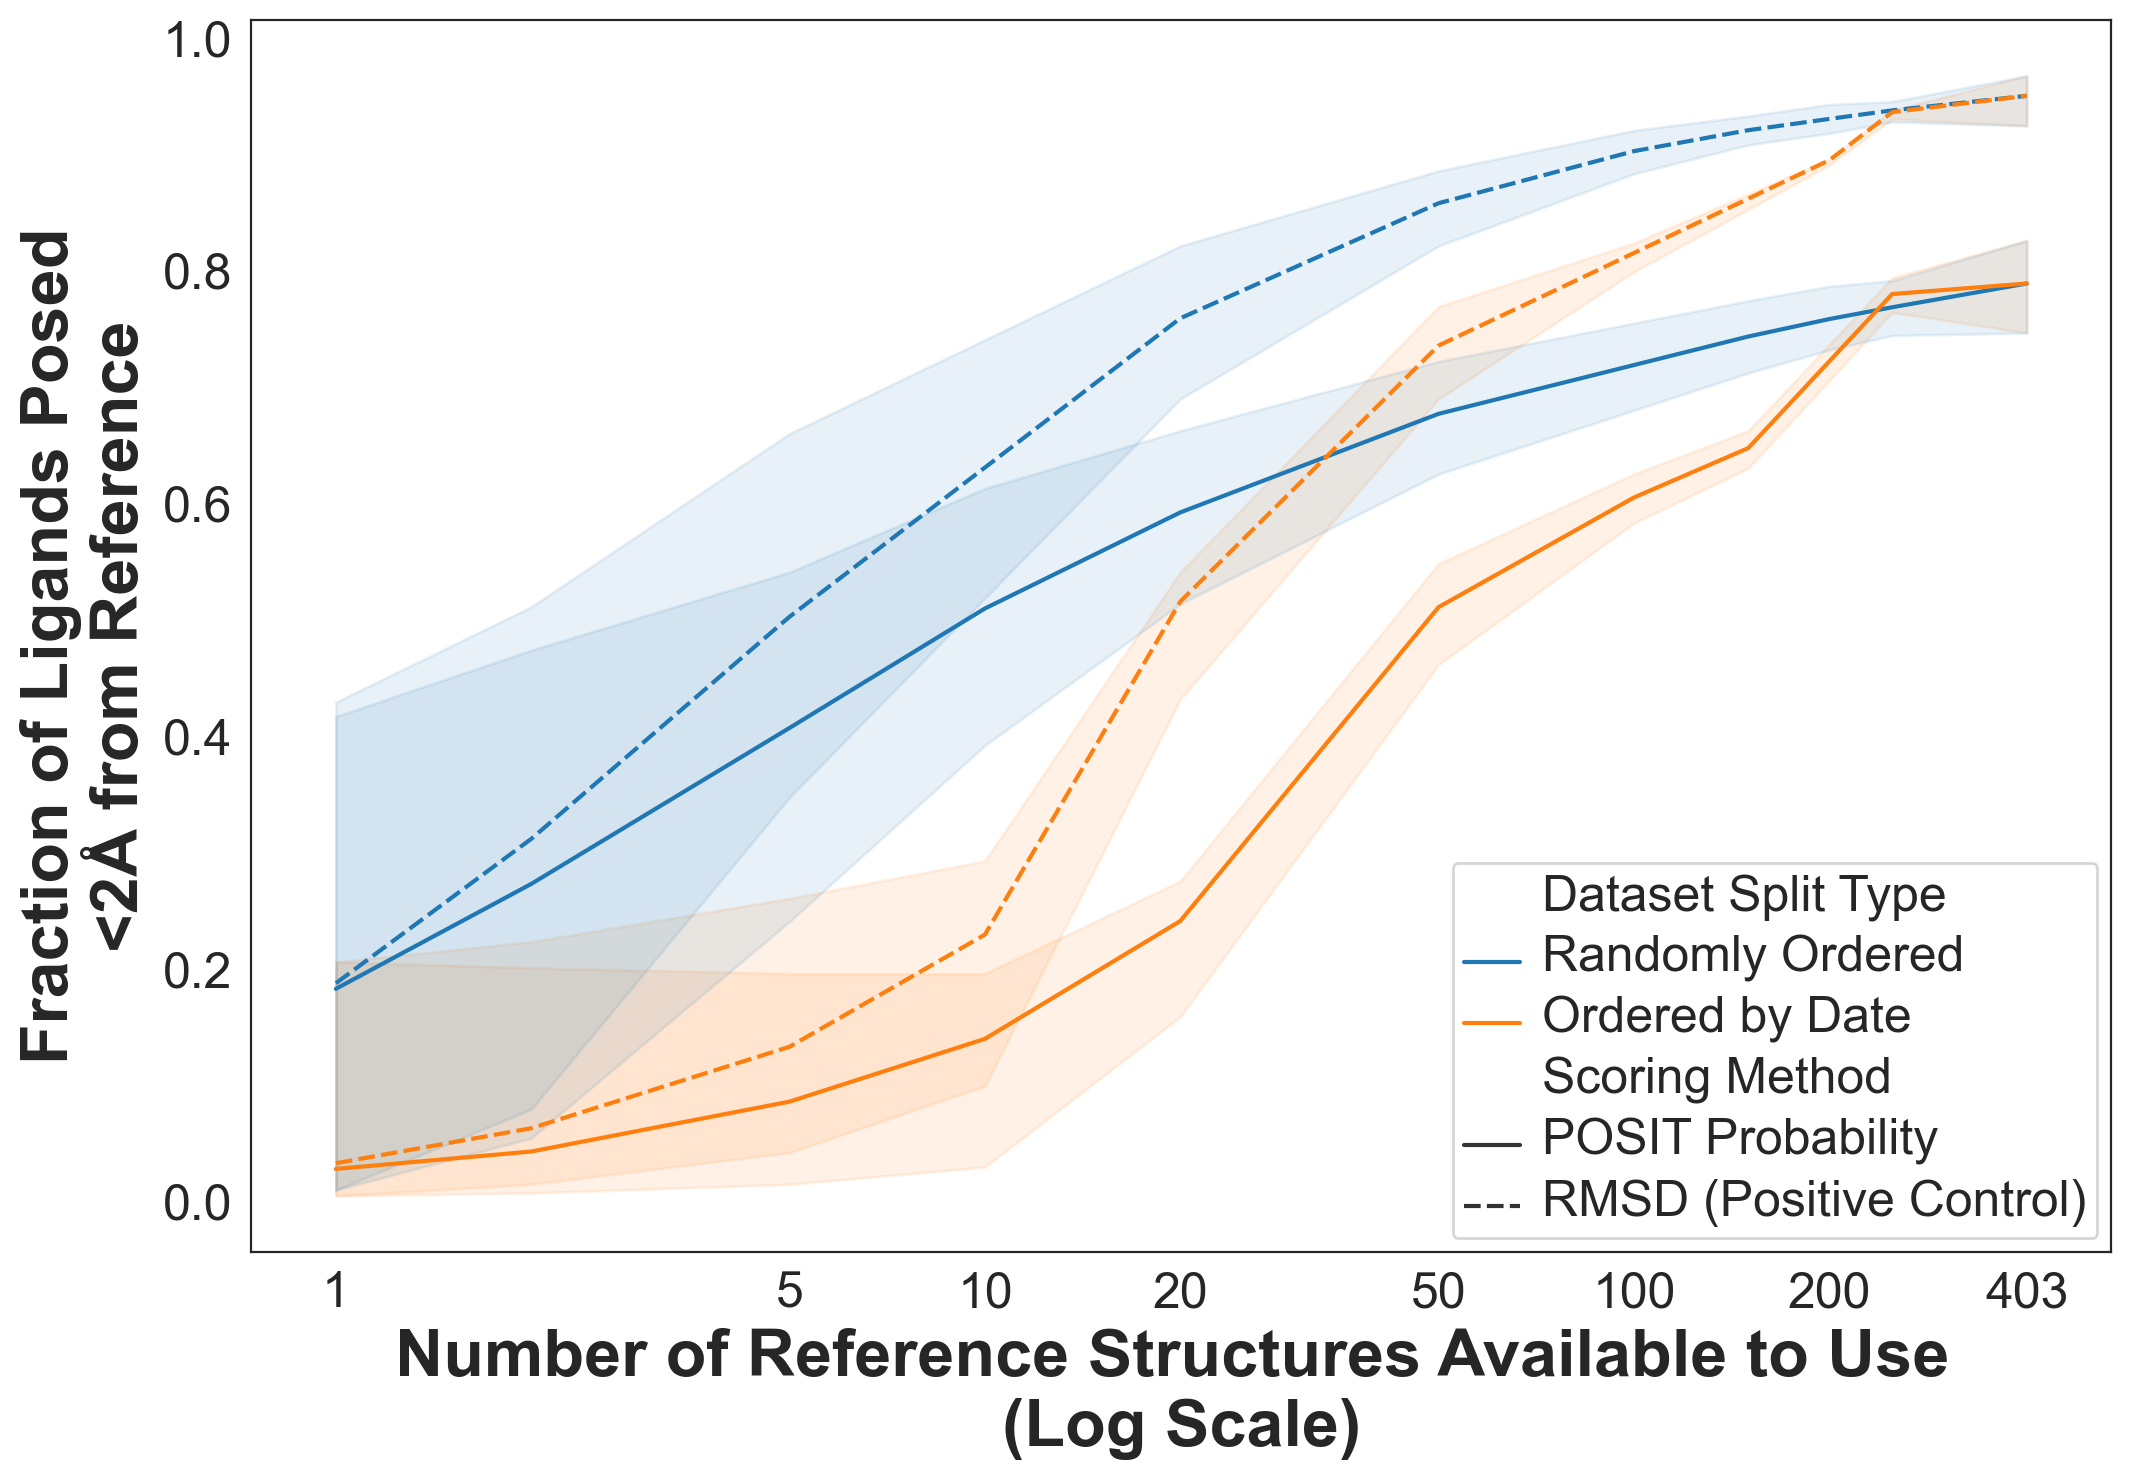 Fraction of Ligands Posed
<2Å from Reference
1.0
0.8
0.6
0.4
0.2
0.0
1 5 10 20 50 100 200 403
Number of Reference Structures Available to Use
(Log Scale)
Dataset Split Type
Randomly Ordered
Ordered by Date
Scoring Method
POSIT Probability
RMSD (Positive Control)